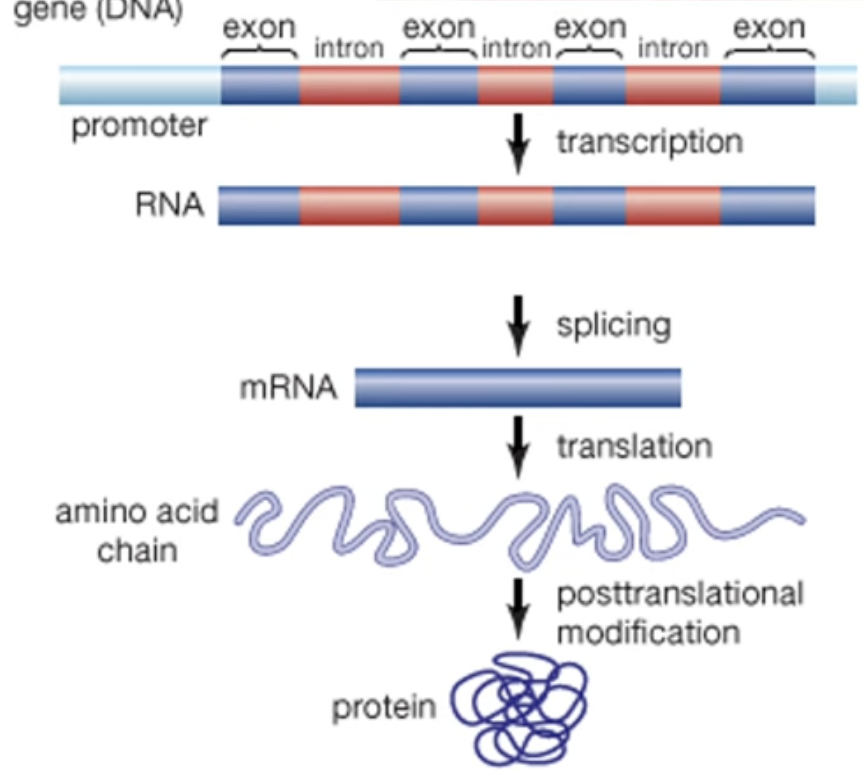 gene (DNA)
exon
intron
exon
intron
exon
intron
exon
promoter
transcription
RNA
splicing
mRNA
translation
amino acid
chain
posttranslational
modification
protein